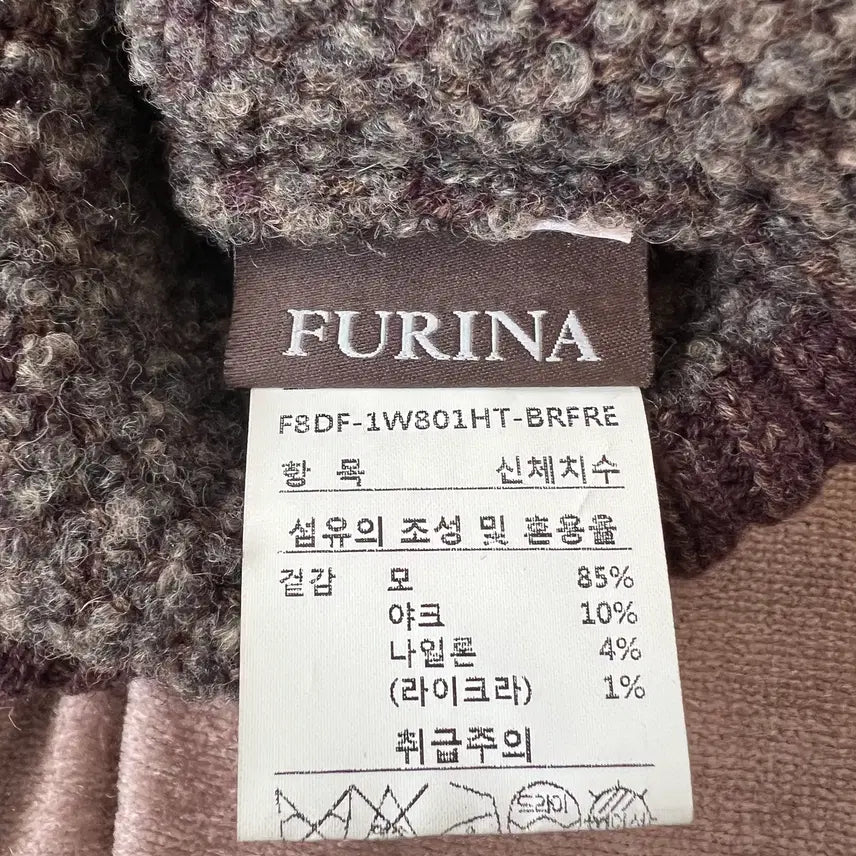 FURINA
F8DF-1W801HT-BRFRE
항 목 신체치수
섬유의 조성 및 혼용율
겉감 모 85%
야크 10%
나일론 4%
(라이크라) 1%
취급주의
드라이